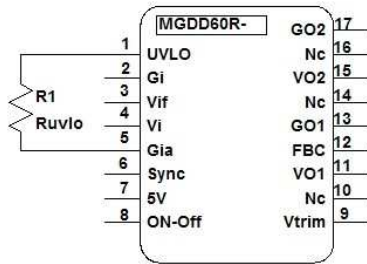 MGDD60R-
1 UVLO
2 Gi
3 Vif
4 Vi
5 Gia
6 Sync
7 5V
8 ON-Off
R1
Ruvlo
GO2 17
Nc 16
VO2 15
Nc 14
GO1 13
FBC 12
VO1 11
Nc 10
Vtrim 9